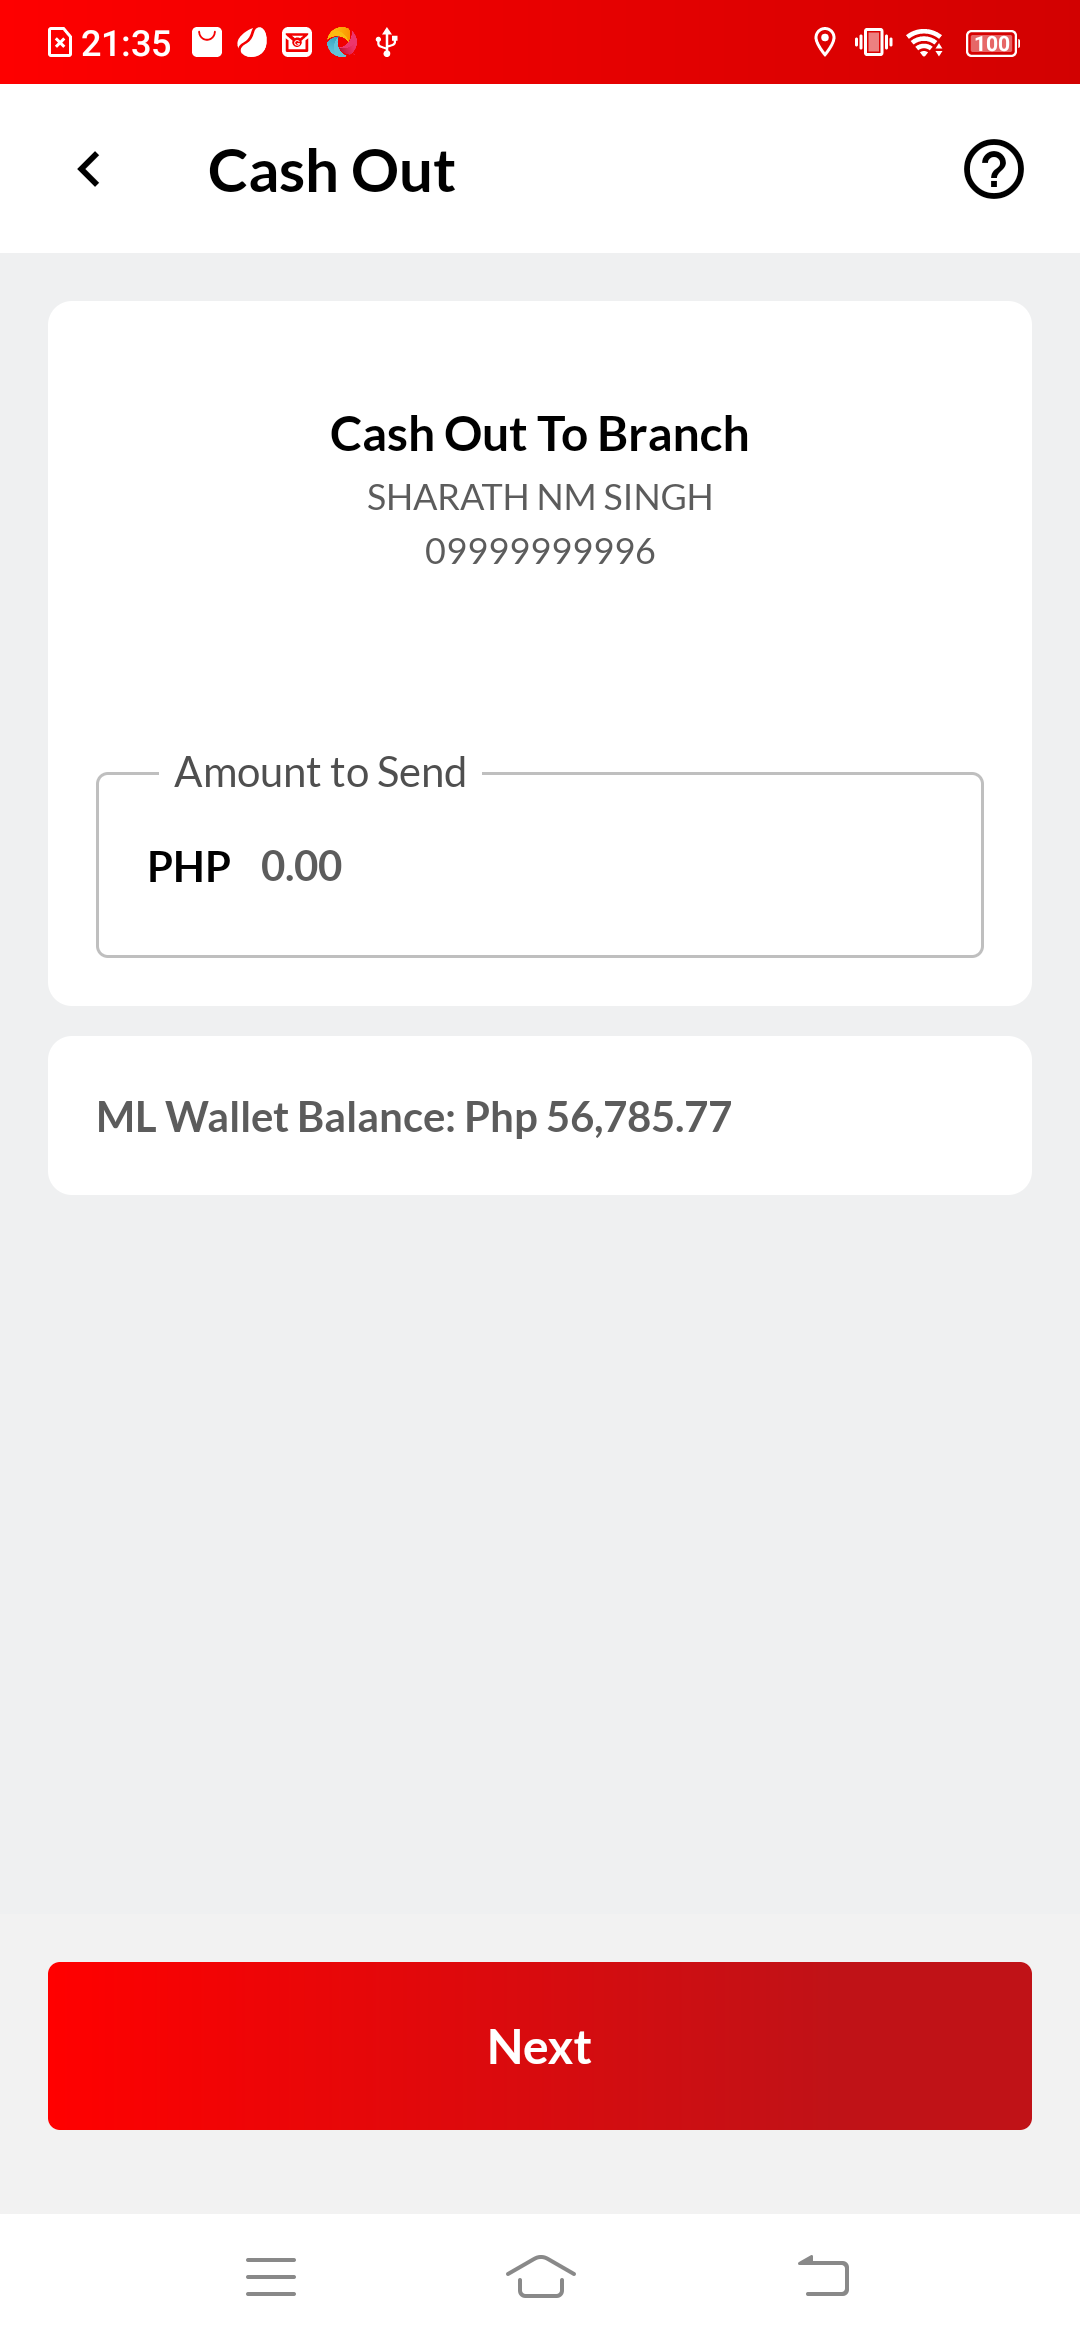 21:35
100
Cash Out
Cash Out To Branch
SHARATH NM SINGH
09999999996
Amount to Send
PHP 0.00
ML Wallet Balance: Php 56,785.77
Next